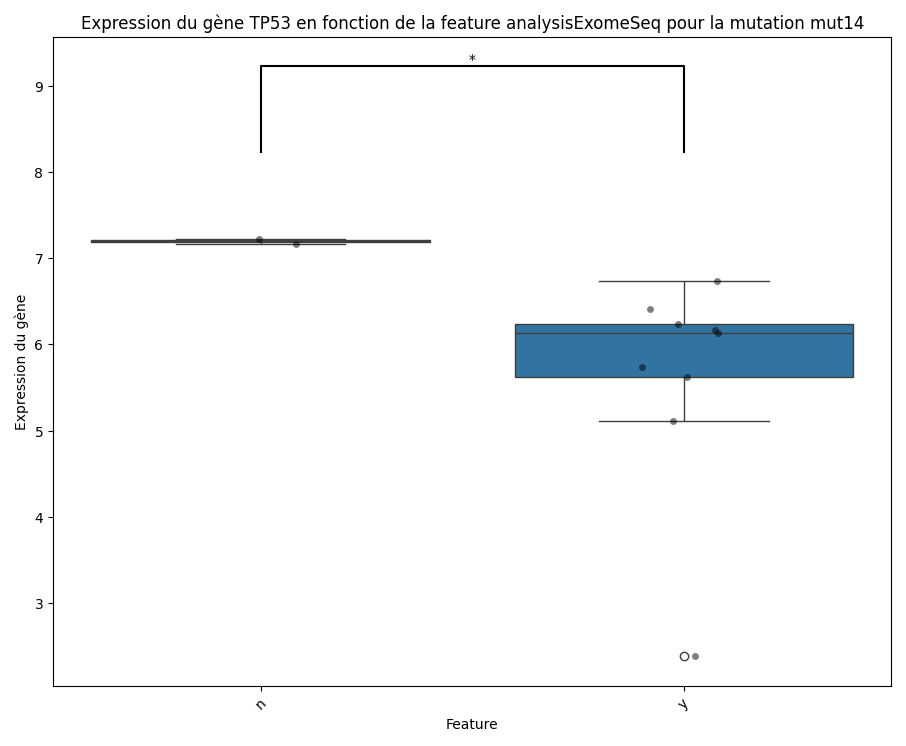 Expression du gène TP53 en fonction de la feature analysisExomeSeq pour la mutation mut14
*
9
8
7
6
5
4
3
Expression du gène
n
y
Feature